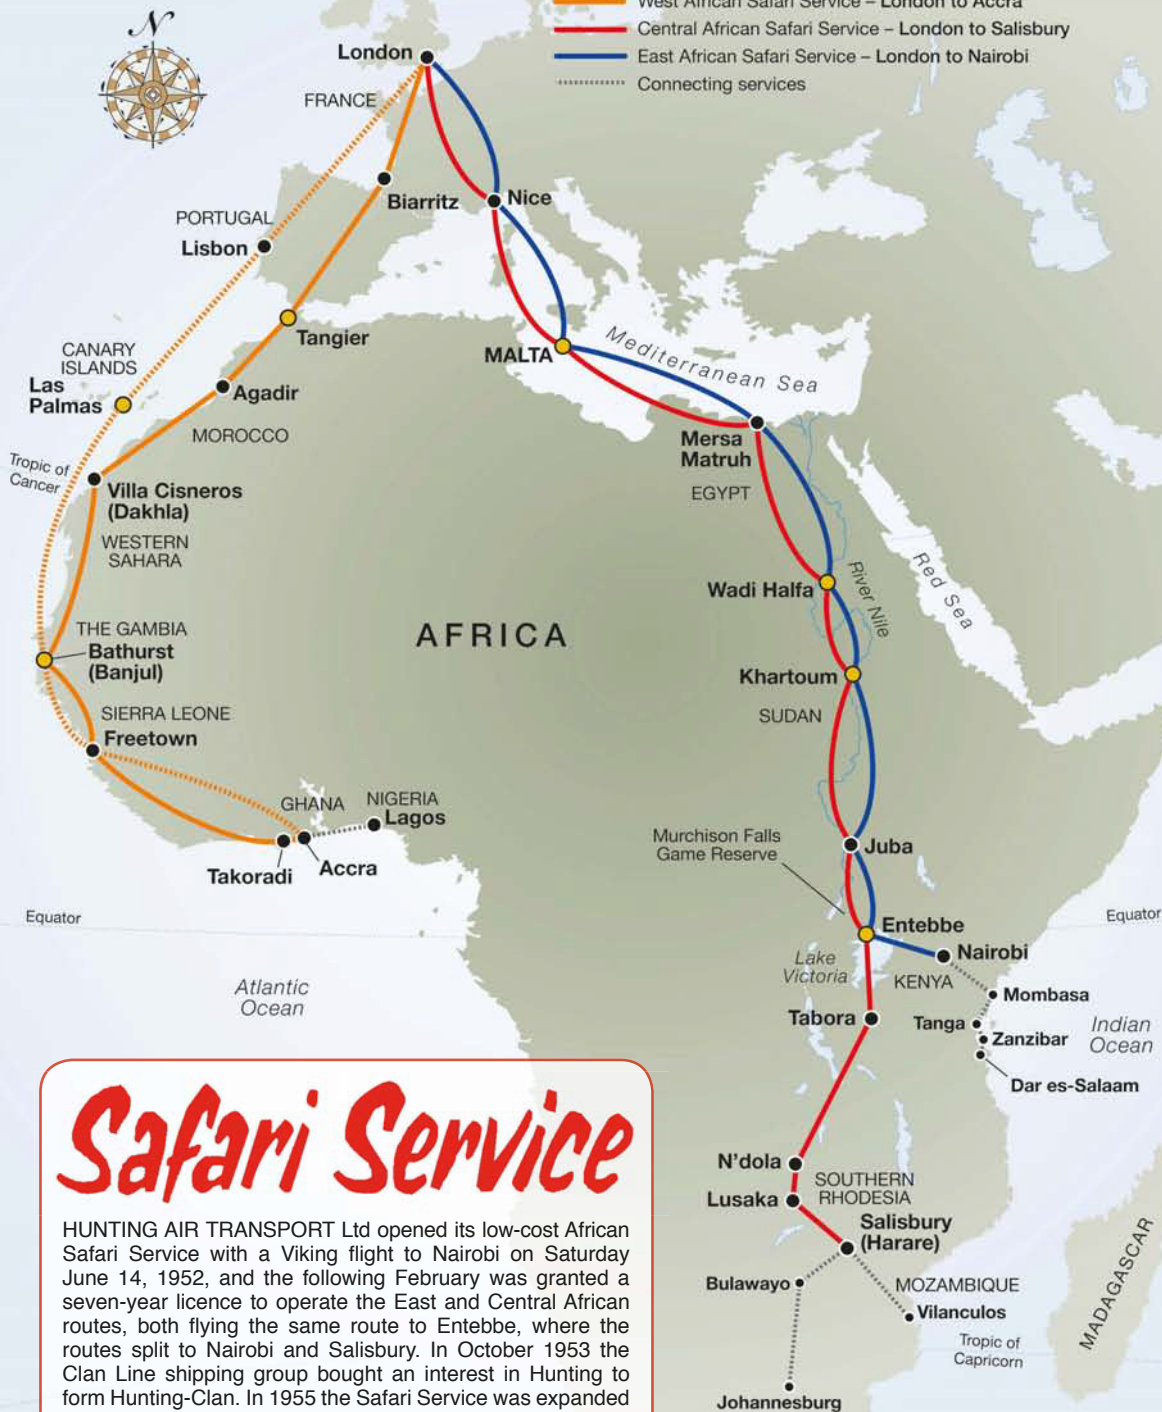 West African Safari Service – London to Accra
Central African Safari Service – London to Salisbury
East African Safari Service – London to Nairobi
Connecting services
N
London
FRANCE
Biarritz
Nice
PORTUGAL
Lisbon
Tangier
MALTA
Mediterranean Sea
CANARY
ISLANDS
Las
Palmas
Agadir
MOROCCO
Mersa
Matruh
EGYPT
Tropic of
Cancer
Villa Cisneros
(Dakhla)
WESTERN
SAHARA
Red Sea
Wadi Halfa
River Nile
THE GAMBIA
Bathurst
(Banjul)
AFRICA
Khartoum
SUDAN
SIERRA LEONE
Freetown
GHANA
NIGERIA
Lagos
Takoradi
Accra
Murchison Falls
Game Reserve
Juba
Equator
Equator
Entebbe
Nairobi
Lake
Victoria
KENYA
Atlantic
Ocean
Mombasa
Tabora
Tanga
Zanzibar
Indian
Ocean
Dar es-Salaam
N'dola
Lusaka
SOUTHERN
RHODESIA
Salisbury
(Harare)
Bulawayo
MOZAMBIQUE
Vilanculos
MADAGASCAR
Tropic of
Capricorn
Johannesburg
Safari Service
HUNTING AIR TRANSPORT Ltd opened its low-cost African
Safari Service with a Viking flight to Nairobi on Saturday
June 14, 1952, and the following February was granted a
seven-year licence to operate the East and Central African
routes, both flying the same route to Entebbe, where the
routes split to Nairobi and Salisbury. In October 1953 the
Clan Line shipping group bought an interest in Hunting to
form Hunting-Clan. In 1955 the Safari Service was expanded